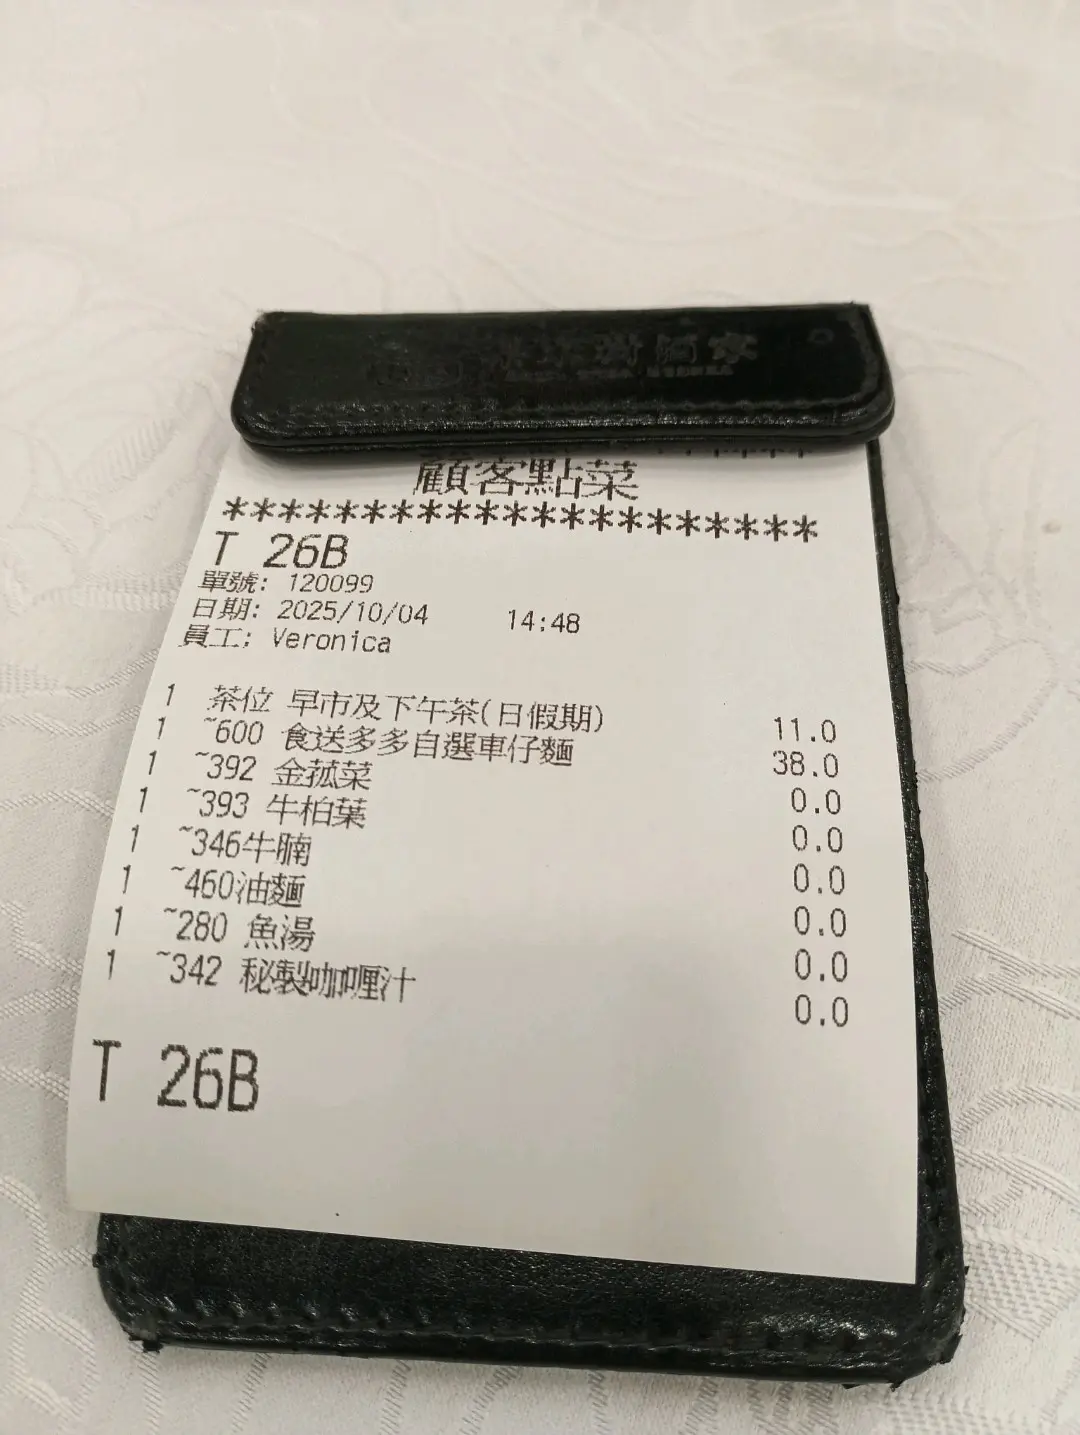 顧客點菜
**********************
T 26B
單號: 120099
日期: 2025/10/04 14:48
員工: Veronica
1 茶位 早市及下午茶(日假期) 11.0
1 ~600 食送多多自選車仔麵 38.0
1 ~392 金菰菜 0.0
1 ~393 牛柏葉 0.0
1 ~346牛腩 0.0
1 ~460油麵 0.0
1 ~280 魚湯 0.0
1 ~342 秘製咖喱汁 0.0
T 26B